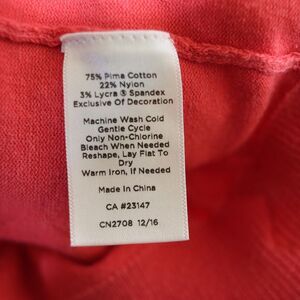 75% Pima Cotton
22% Nylon
3% Lycra ® Spandex
Exclusive Of Decoration
Machine Wash Cold
Gentle Cycle
Only Non-Chlorine
Bleach When Needed
Reshape, Lay Flat To
Dry
Warm Iron, If Needed
Made In China
CA #23147
CN2708 12/16